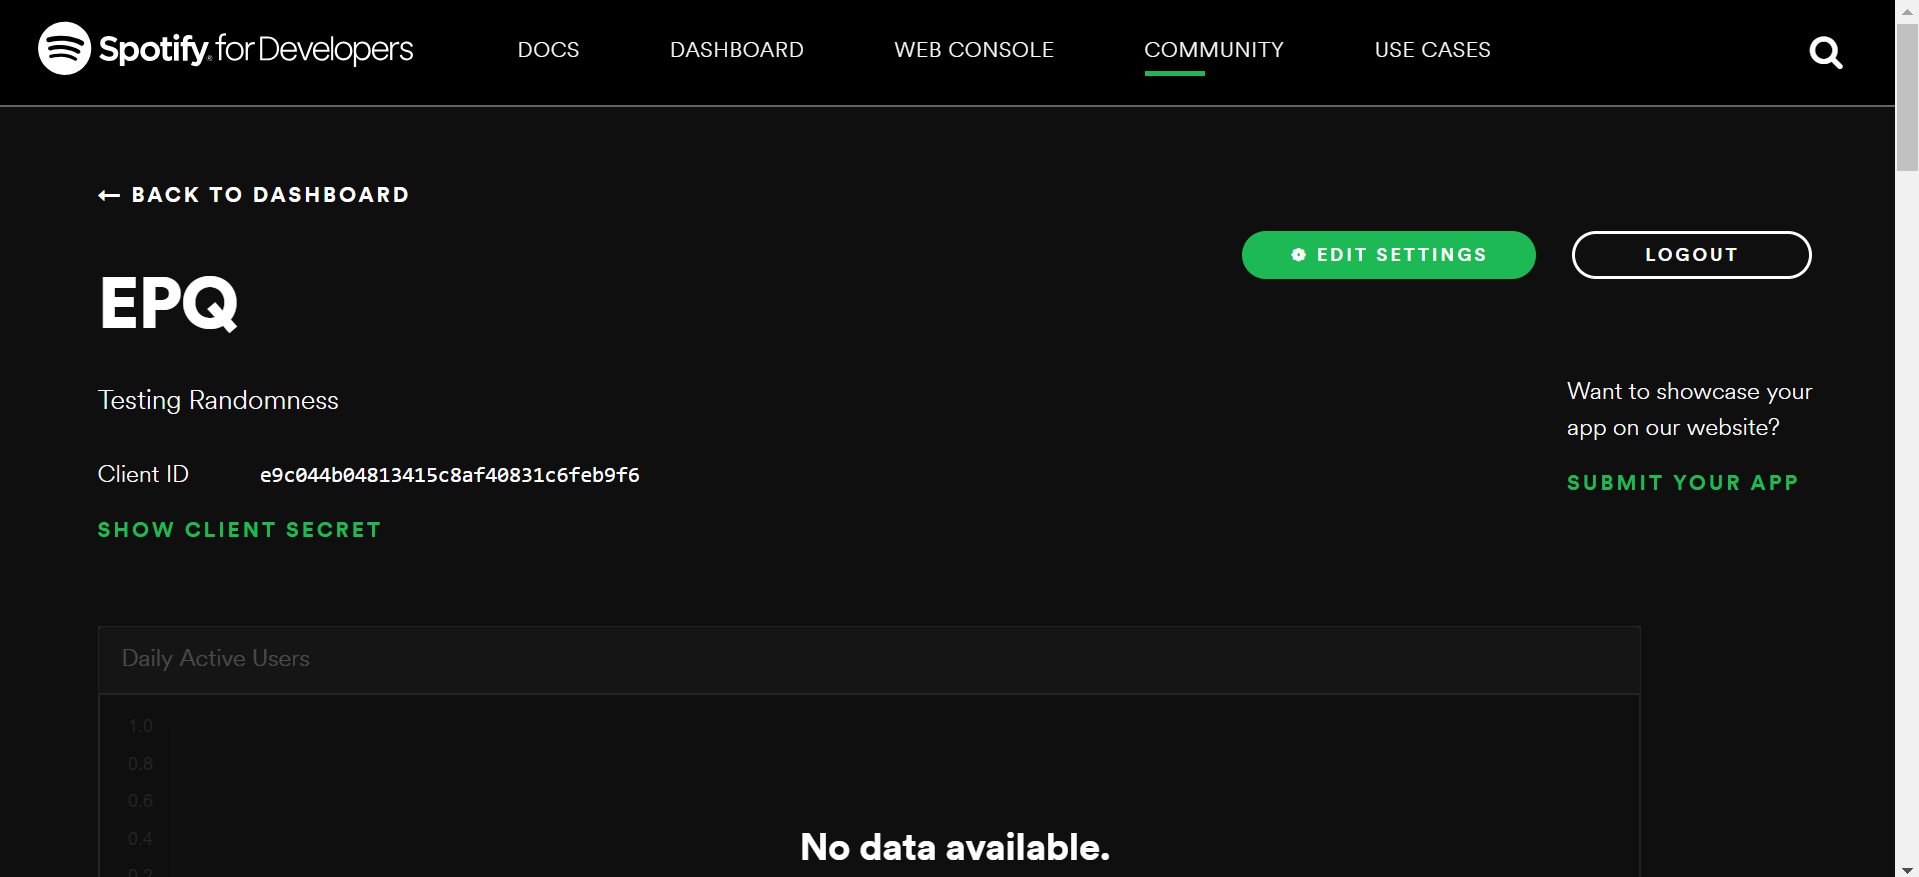 Spotify® for Developers
DOCS
DASHBOARD
WEB CONSOLE
COMMUNITY
USE CASES
← BACK TO DASHBOARD
EDIT SETTINGS
LOGOUT
EPQ
Testing Randomness
Want to showcase your
app on our website?
Client ID e9c044b04813415c8af40831c6feb9f6
SUBMIT YOUR APP
SHOW CLIENT SECRET
Daily Active Users
1.0
0.8
0.6
0.4
0.2
No data available.